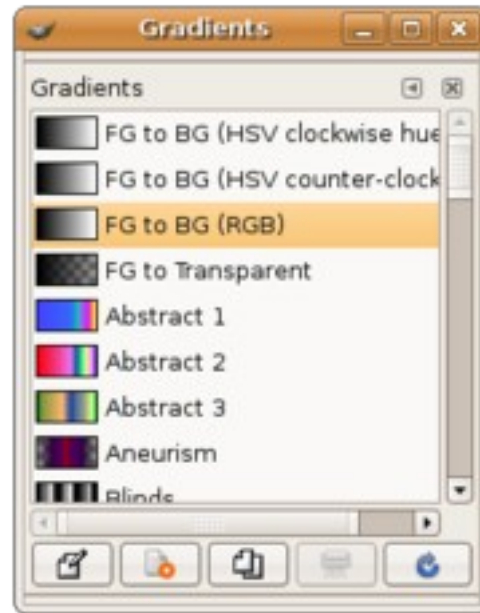 Gradients
Gradients
FG to BG (HSV clockwise hue
FG to BG (HSV counter-clock
FG to BG (RGB)
FG to Transparent
Abstract 1
Abstract 2
Abstract 3
Aneurism
Blinds